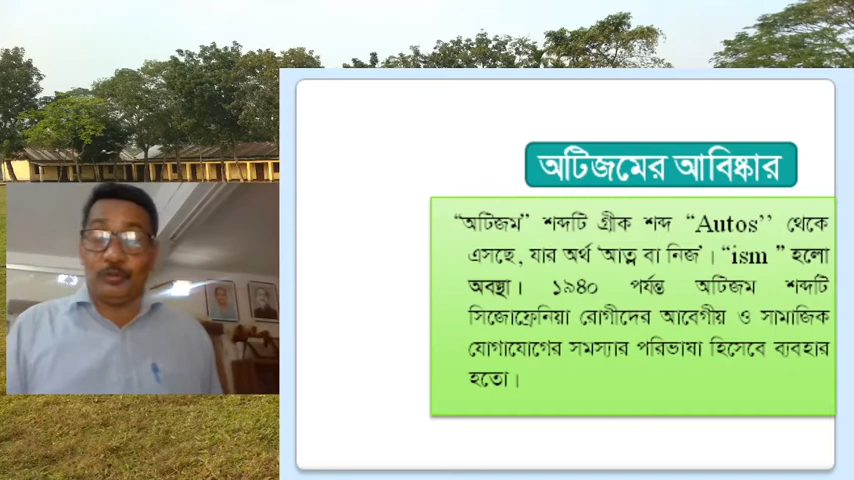 অটিজমের আবিষ্কার
“অটিজম” শব্দটি গ্রীক শব্দ “Autos’’ থেকে
এসছে, যার অর্থ ‘আত্ন বা নিজ’। “ism ” হলো
অবস্থা। ১৯৪০ পর্যন্ত অটিজম শব্দটি
সিজোফ্রেনিয়া রোগীদের আবেগীয় ও সামাজিক
যোগাযোগের সমস্যার পরিভাষা হিসেবে ব্যবহার
হতো।